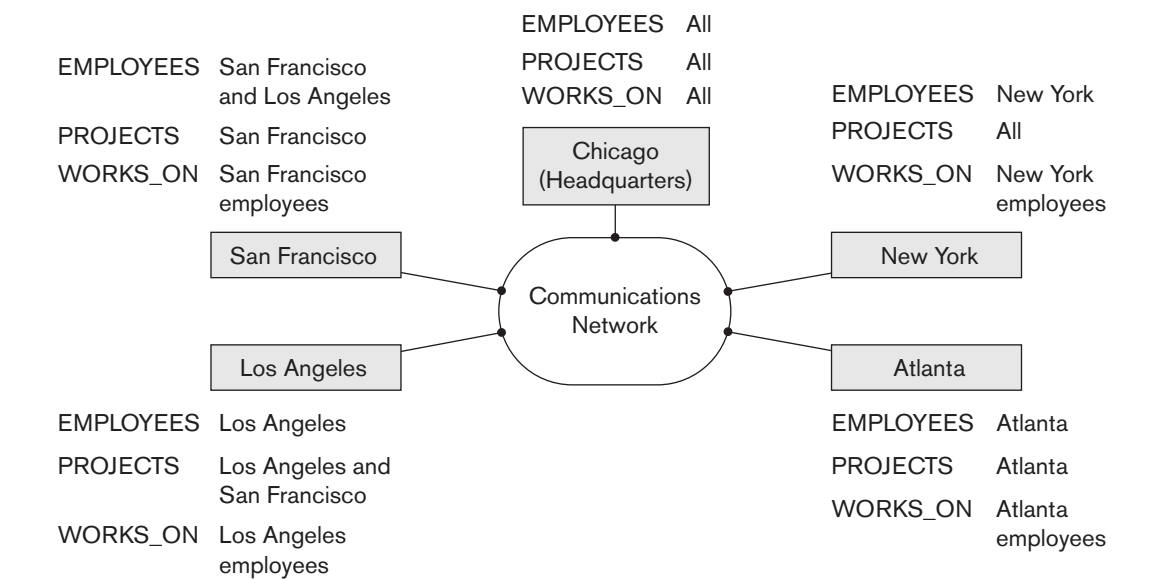 EMPLOYEES All
PROJECTS All
WORKS_ON All
Chicago
(Headquarters)
EMPLOYEES San Francisco
and Los Angeles
PROJECTS San Francisco
WORKS_ON San Francisco
employees
San Francisco
EMPLOYEES New York
PROJECTS All
WORKS_ON New York
employees
New York
Communications
Network
Los Angeles
EMPLOYEES Los Angeles
PROJECTS Los Angeles and
San Francisco
WORKS_ON Los Angeles
employees
Atlanta
EMPLOYEES Atlanta
PROJECTS Atlanta
WORKS_ON Atlanta
employees